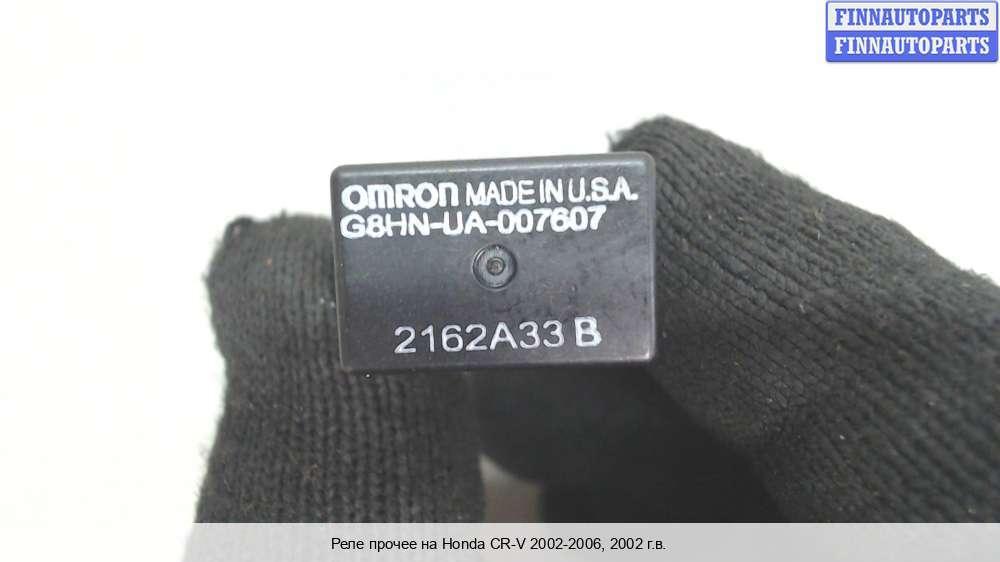 FINNAUTOPARTS
FINNAUTOPARTS
OMRON MADE IN U.S.A.
G8HN-UA-007607
2162A33 B
Реле прочее на Honda CR-V 2002-2006, 2002 г.в.